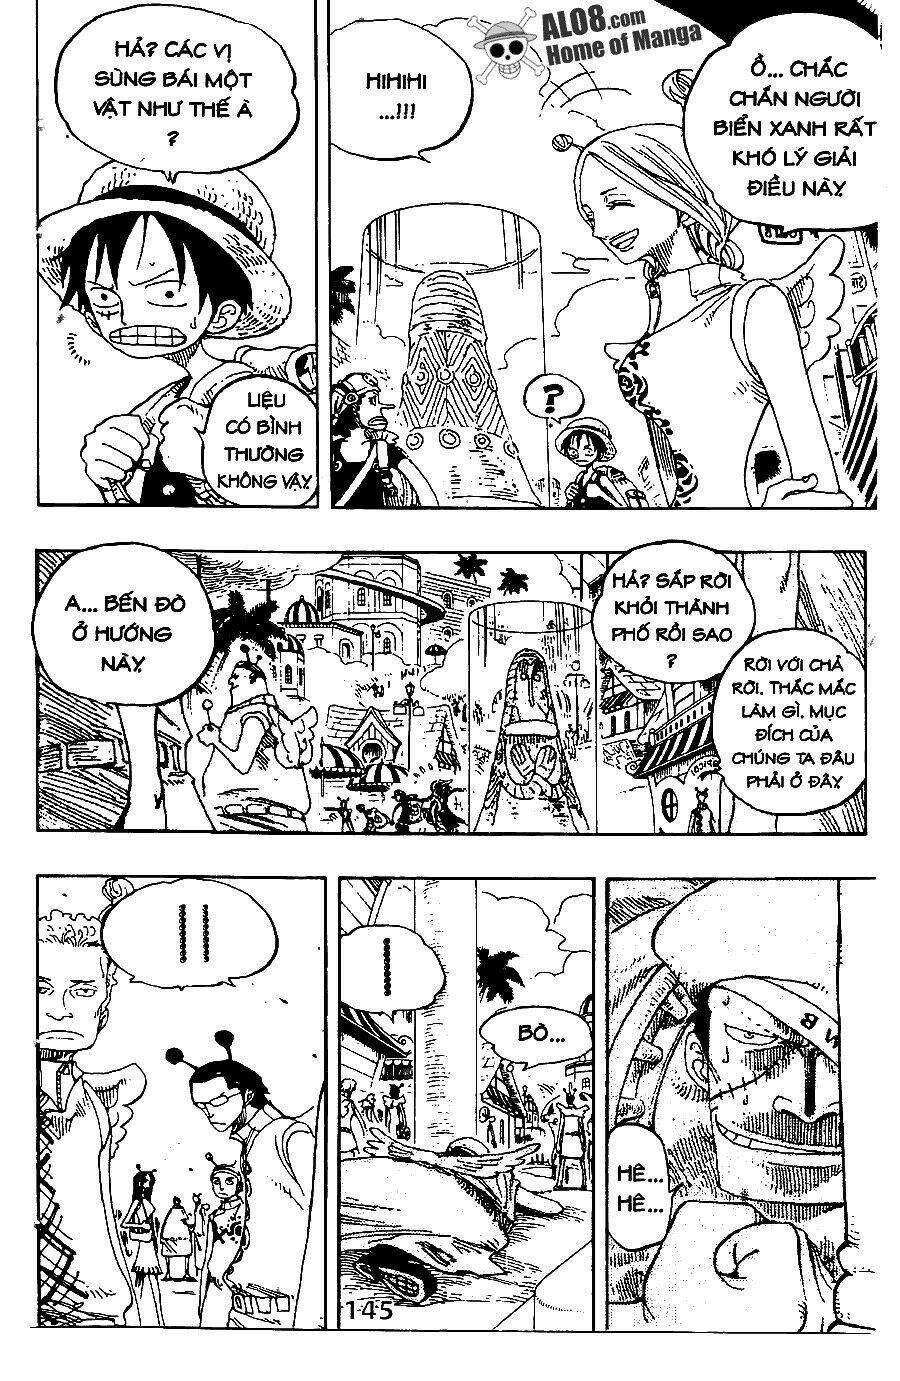 AL08.com
Home of Manga
HẢ? CÁC VỊ
SÙNG BÁI MỘT
VẬT NHƯ THẾ À
?
LIỆU
CÓ BÌNH
THƯỜNG
KHÔNG VẬY
HIHIHI
...!!!
Ồ... CHẮC
CHẮN NGƯỜI
BIỂN XANH RẤT
KHÓ LÝ GIẢI
ĐIỀU NÀY.
?
A... BẾN ĐÒ
Ở HƯỚNG
NÀY.
HẢ? SẮP RỜI
KHỎI THÀNH
PHỐ RỒI SAO
?
RỜI VỚI CHẢ
RỜI. THẮC MẮC
LÀM GÌ. MỤC
ĐÍCH CỦA
CHÚNG TA ĐÂU
PHẢI Ở ĐÂY.
BÒ...
HÊ...
HÊ...
M B
145